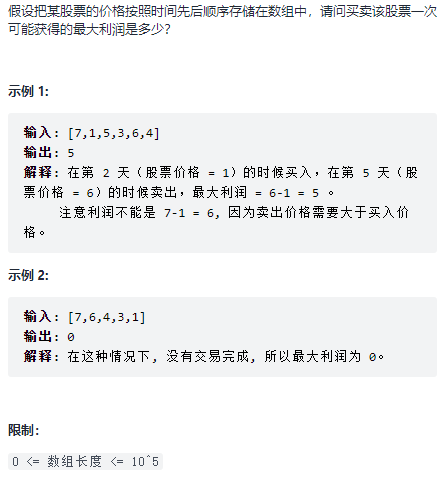 假设把某股票的价格按照时间先后顺序存储在数组中，请问买卖该股票一次
可能获得的最大利润是多少？
示例 1:
输入: [7,1,5,3,6,4]
输出: 5
解释: 在第 2 天（股票价格 = 1）的时候买入，在第 5 天（股
票价格 = 6）的时候卖出，最大利润 = 6-1 = 5 。
注意利润不能是 7-1 = 6, 因为卖出价格需要大于买入价
格。
示例 2:
输入: [7,6,4,3,1]
输出: 0
解释: 在这种情况下, 没有交易完成, 所以最大利润为 0。
限制：
0 <= 数组长度 <= 10^5